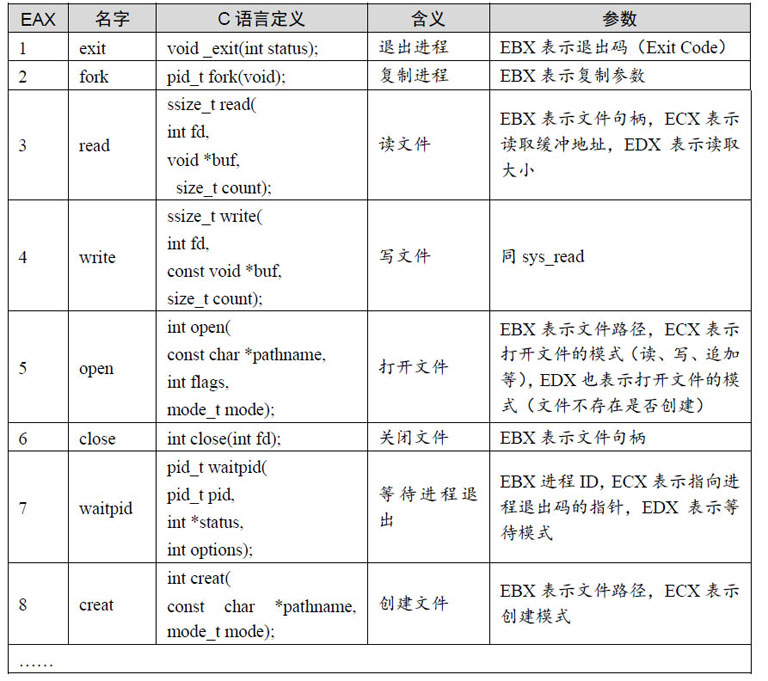 EAX 名字 C 语言定义 含义 参数
1 exit void _exit(int status); 退出进程 EBX 表示退出码（Exit Code）
2 fork pid_t fork(void); 复制进程 EBX 表示复制参数
3 read ssize_t read(
int fd,
void *buf,
size_t count); 读文件 EBX 表示文件句柄，ECX 表示
读取缓冲地址，EDX 表示读取
大小
4 write ssize_t write(
int fd,
const void *buf,
size_t count); 写文件 同 sys_read
5 open int open(
const char *pathname,
int flags,
mode_t mode); 打开文件 EBX 表示文件路径，ECX 表示
打开文件的模式（读、写、追加
等），EDX 也表示打开文件的模
式（文件不存在是否创建）
6 close int close(int fd); 关闭文件 EBX 表示文件句柄
7 waitpid pid_t waitpid(
pid_t pid,
int *status,
int options); 等待进程退
出 EBX 进程 ID，ECX 表示指向进
程退出码的指针，EDX 表示等
待模式
8 creat int creat(
const char *pathname,
mode_t mode); 创建文件 EBX 表示文件路径，ECX 表示
创建模式
……